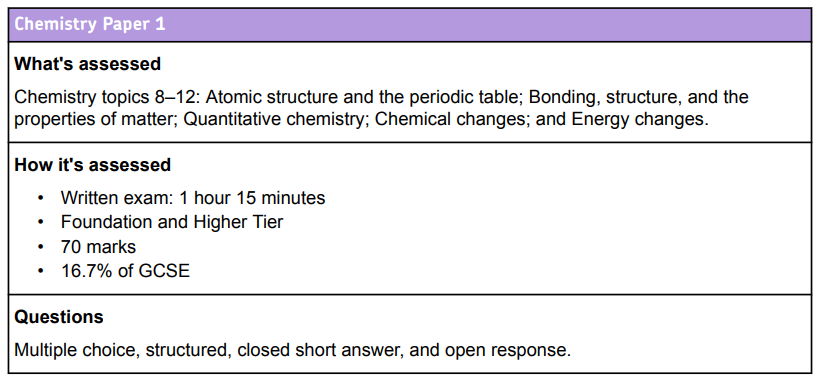 Chemistry Paper 1
What's assessed
Chemistry topics 8–12: Atomic structure and the periodic table; Bonding, structure, and the
properties of matter; Quantitative chemistry; Chemical changes; and Energy changes.
How it's assessed
• Written exam: 1 hour 15 minutes
• Foundation and Higher Tier
• 70 marks
• 16.7% of GCSE
Questions
Multiple choice, structured, closed short answer, and open response.